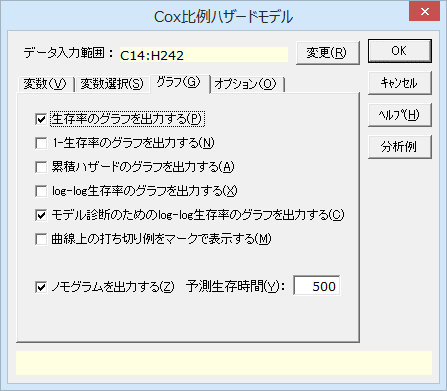 Cox比例ハザードモデル
データ入力範囲: C14:H242 変更(R) OK
変数(V) 変数選択(S) グラフ(G) オプション(O) キャンセル
生存率のグラフを出力する(P)
ヘルプ(H)
1-生存率のグラフを出力する(N)
分析例
累積ハザードのグラフを出力する(A)
log-log生存率のグラフを出力する(X)
モデル診断のためのlog-log生存率のグラフを出力する(C)
曲線上の打ち切り例をマークで表示する(M)
ノモグラムを出力する(Z) 予測生存時間(Y): 500